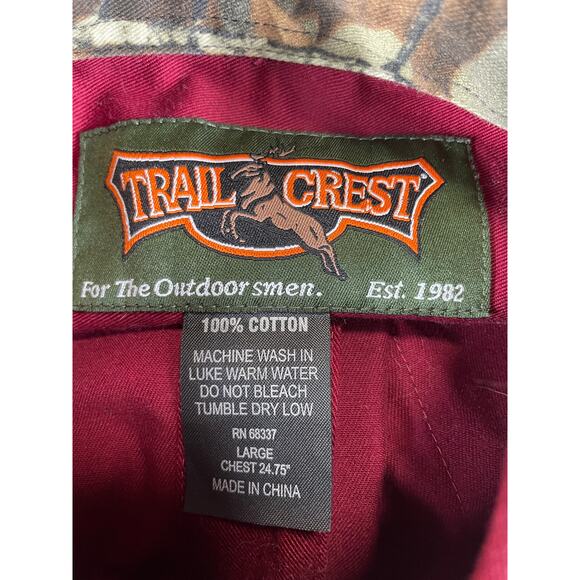 TRAIL CREST
For The Outdoorsmen. Est. 1982
100% COTTON
MACHINE WASH IN
LUKE WARM WATER
DO NOT BLEACH
TUMBLE DRY LOW
RN 68337
LARGE
CHEST 24.75"
MADE IN CHINA